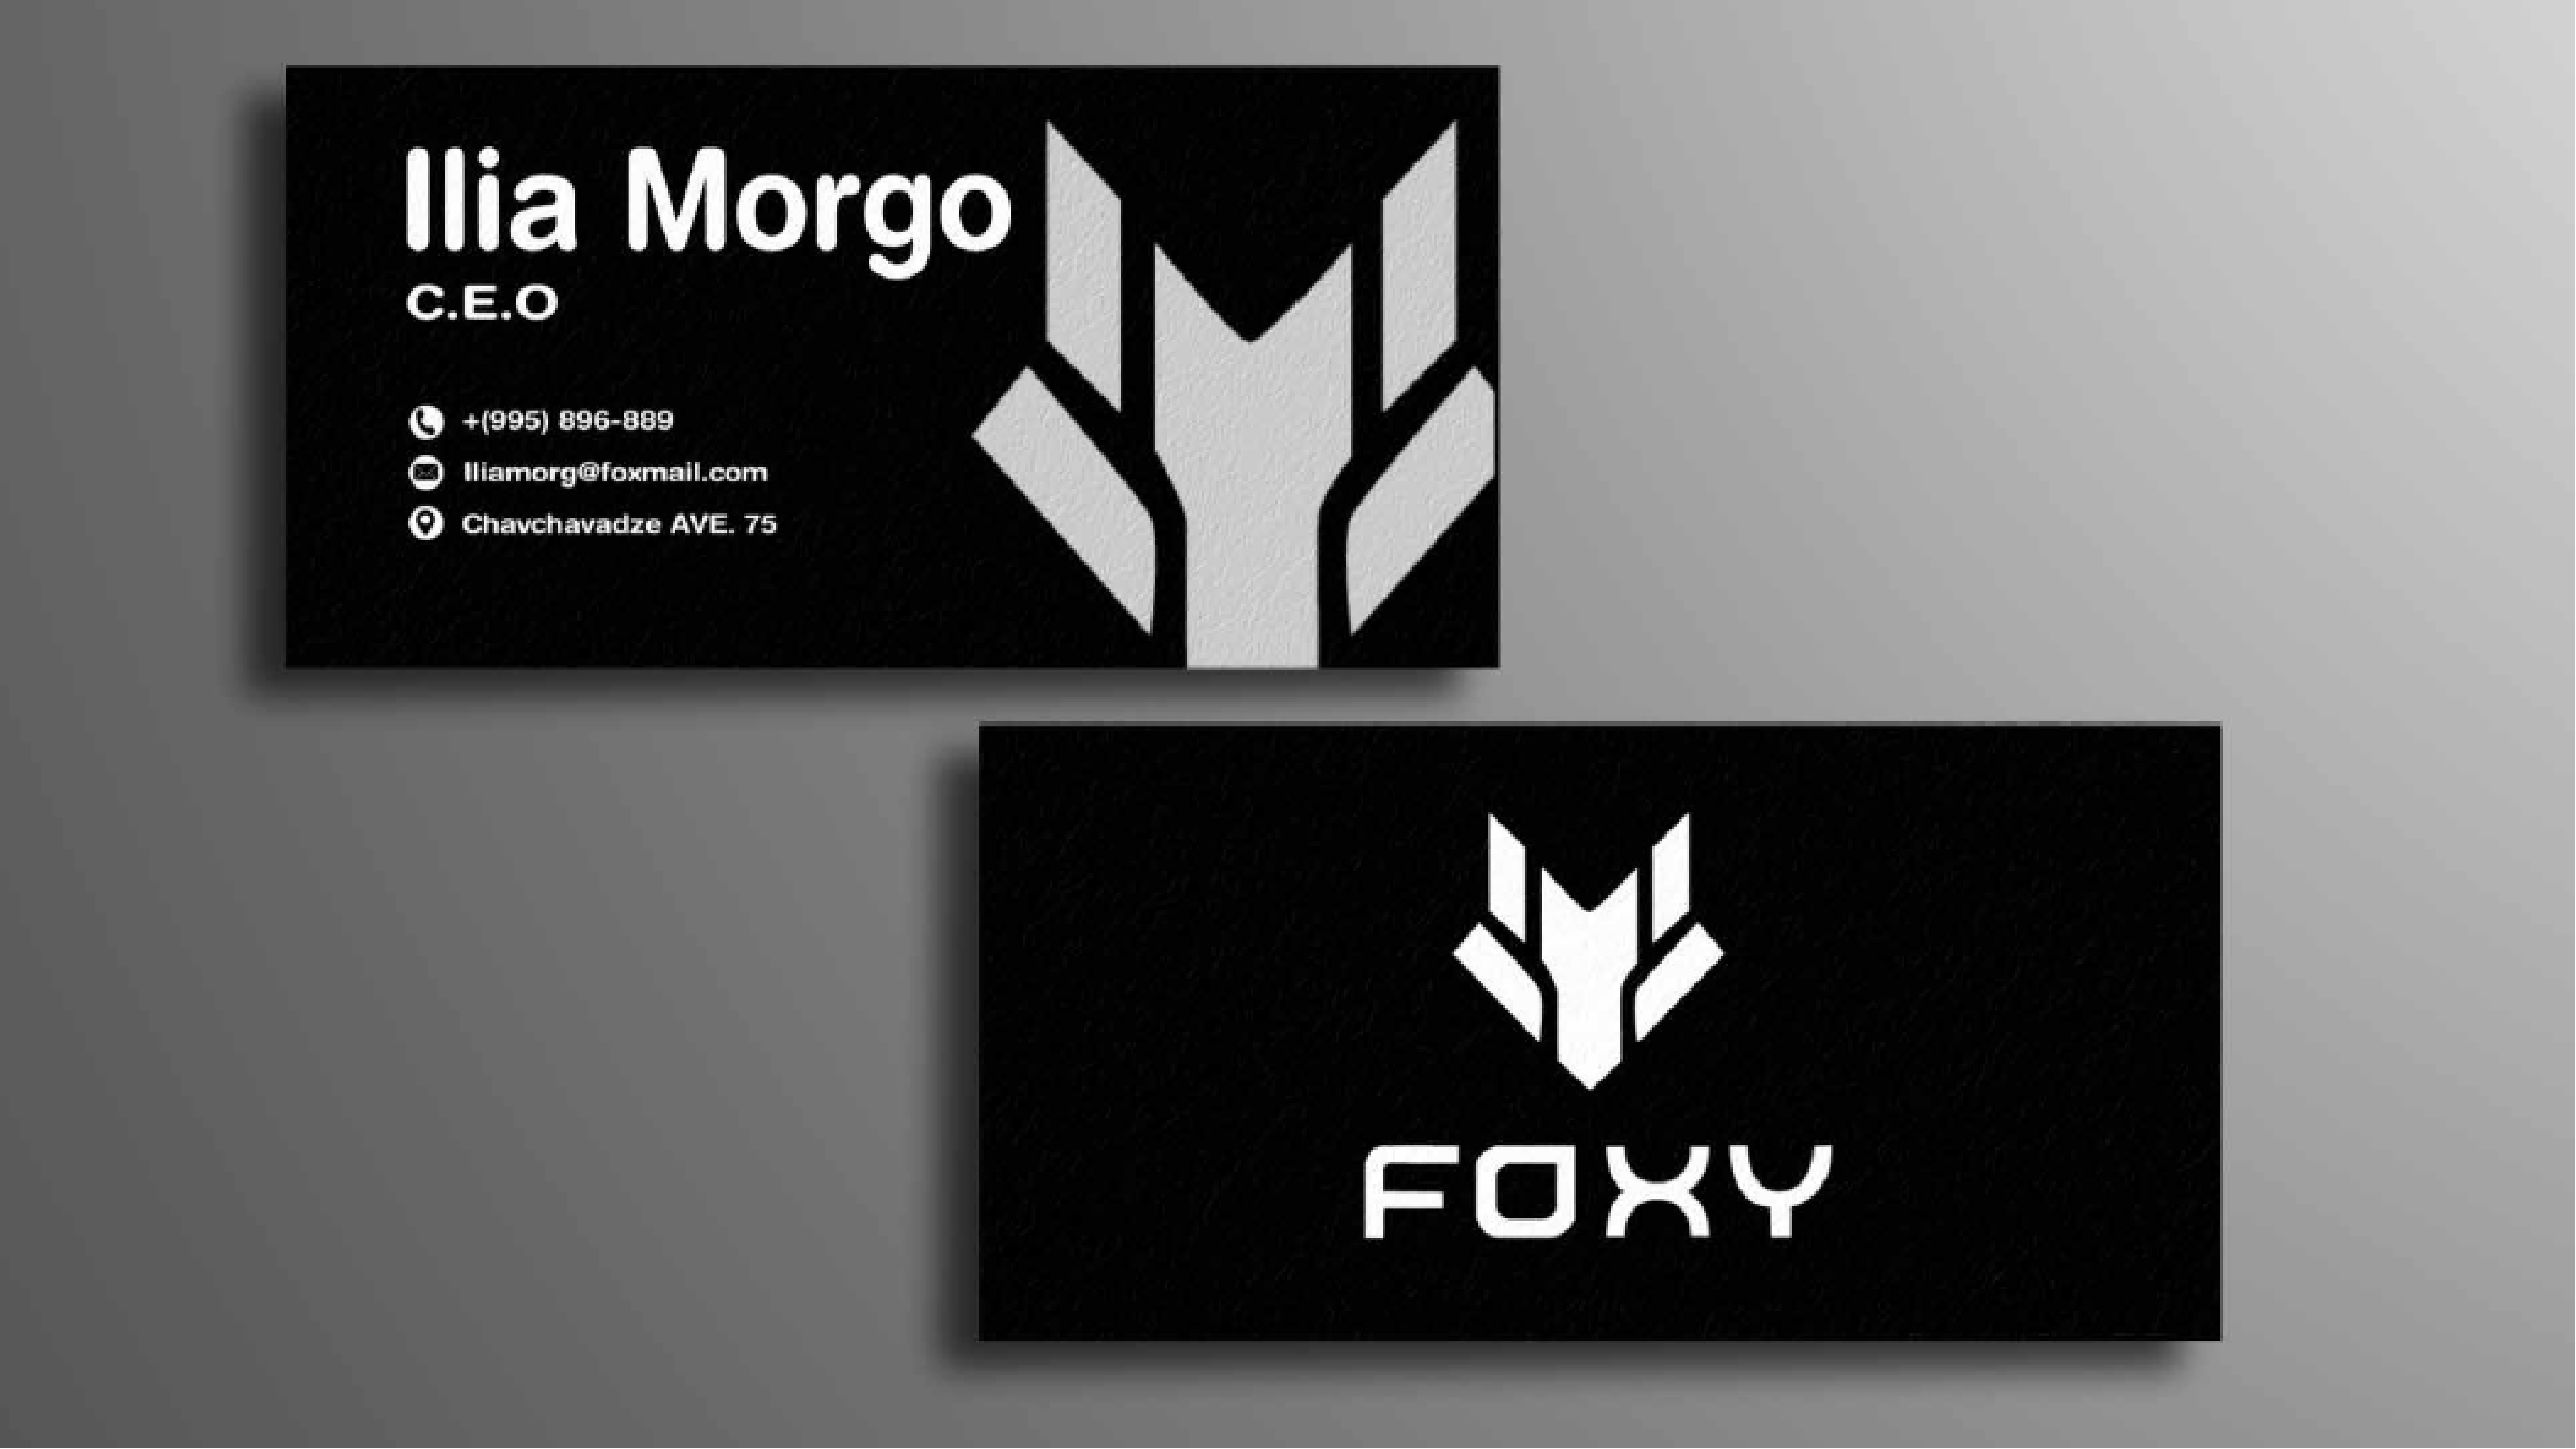 Ilia Morgo
C.E.O
+(995) 896-889
Iliamorg@foxmail.com
Chavchavadze AVE. 75
FOXY